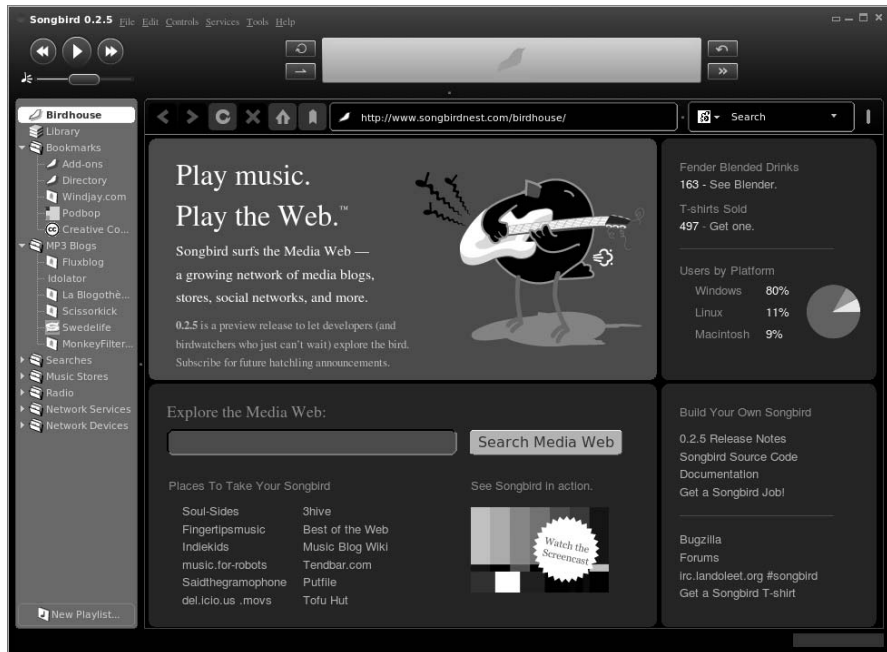 Songbird 0.2.5 File Edit Controls Services Tools Help
http://www.songbirdnest.com/birdhouse/
Search
Birdhouse
Library
Bookmarks
Add-ons
Directory
Windjay.com
Podbop
Creative Co...
MP3 Blogs
Fluxblog
Idolator
La Blogothè...
Scissorkick
Swedelife
MonkeyFilter...
Searches
Music Stores
Radio
Network Services
Network Devices
New Playlist...
Play music.
Play the Web.™
Songbird surfs the Media Web —
a growing network of media blogs,
stores, social networks, and more.
0.2.5 is a preview release to let developers (and
birdwatchers who just can't wait) explore the bird.
Subscribe for future hatchling announcements.
Fender Blended Drinks
163 - See Blender.
T-shirts Sold
497 - Get one.
Users by Platform
Windows 80%
Linux 11%
Macintosh 9%
Explore the Media Web:
Search Media Web
Places To Take Your Songbird
Soul-Sides
Fingertipsmusic
Indiekids
music.for-robots
Saidthegramophone
del.icio.us .movs
3hive
Best of the Web
Music Blog Wiki
Tendbar.com
Putfile
Tofu Hut
See Songbird in action.
Watch the
Screencast
Build Your Own Songbird
0.2.5 Release Notes
Songbird Source Code
Documentation
Get a Songbird Job!
Bugzilla
Forums
irc.landoleet.org #songbird
Get a Songbird T-shirt